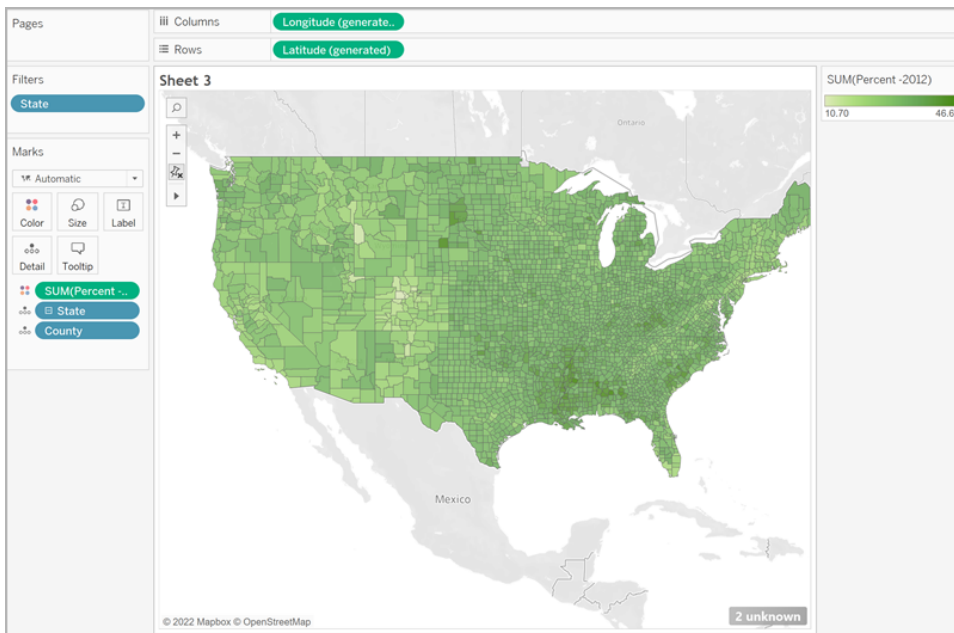 Pages
Columns
Longitude (generate..
Rows
Latitude (generated)
Filters
State
Sheet 3
SUM(Percent -2012)
10.70
46.6
Marks
Automatic
Color
Size
Label
Detail
Tooltip
SUM(Percent -..
State
County
Ontario
Mexico
© 2022 Mapbox © OpenStreetMap
2 unknown